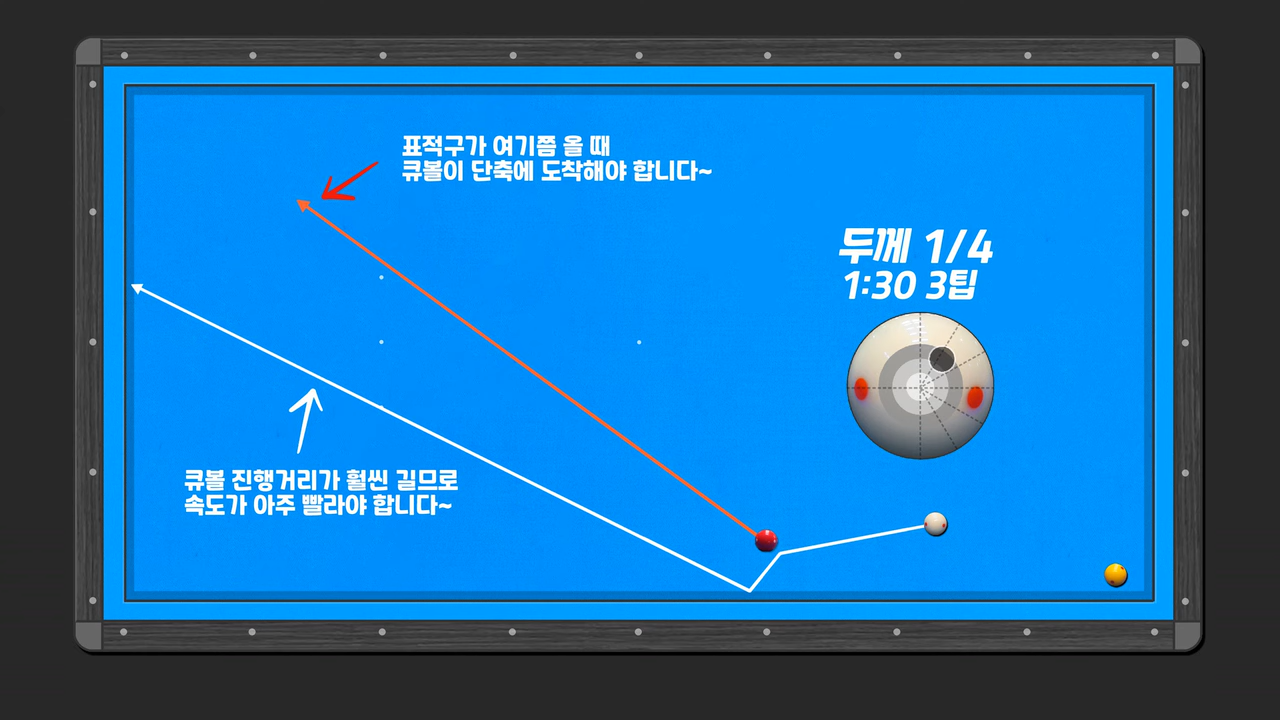 표적구가 여기쯤 올 때
큐볼이 단축에 도착해야 합니다~
두께 1/4
1:30 3팁
큐볼 진행거리가 훨씬 길므로
속도가 아주 빨라야 합니다~